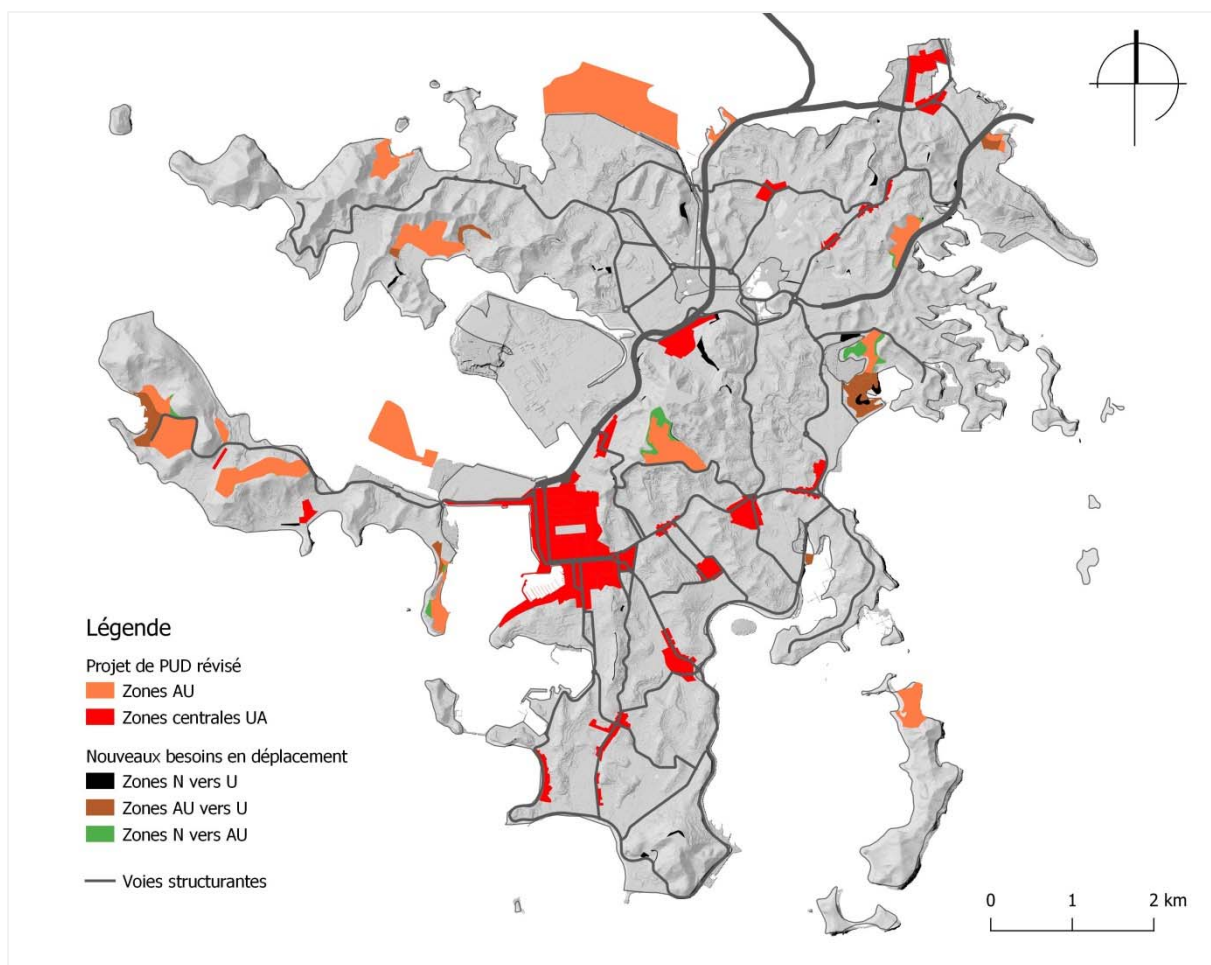 Légende
Projet de PUD révisé
Zones AU
Zones centrales UA
Nouveaux besoins en déplacement
Zones N vers U
Zones AU vers U
Zones N vers AU
Voies structurantes
0 1 2 km